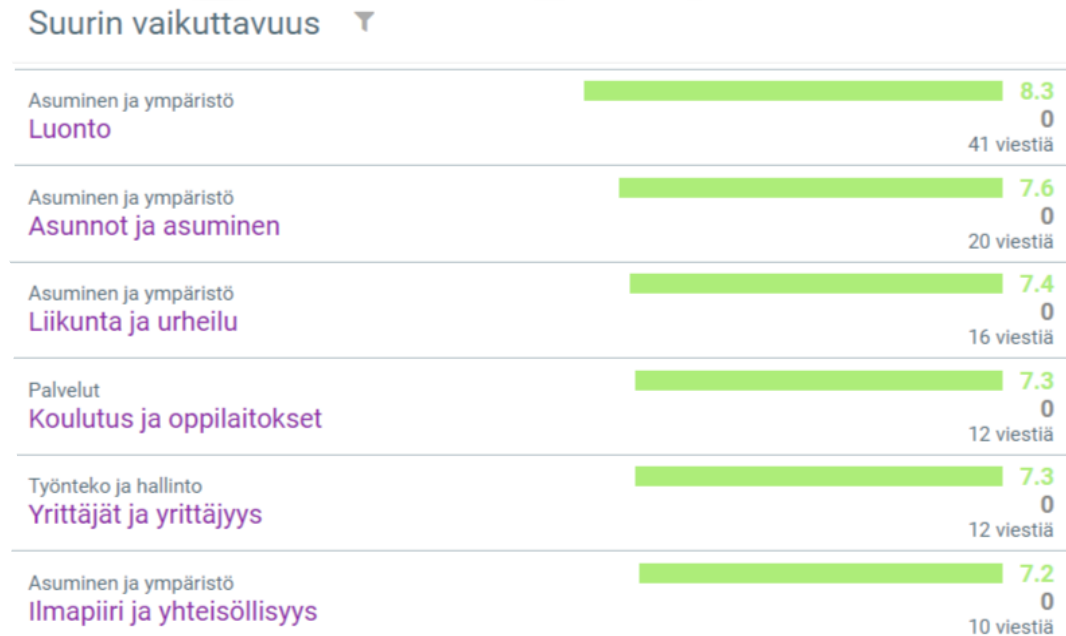 Suurin vaikuttavuus
Asuminen ja ympäristö
Luonto
8.3
0
41 viestiä
Asuminen ja ympäristö
Asunnot ja asuminen
7.6
0
20 viestiä
Asuminen ja ympäristö
Liikunta ja urheilu
7.4
0
16 viestiä
Palvelut
Koulutus ja oppilaitokset
7.3
0
12 viestiä
Työnteko ja hallinto
Yrittäjät ja yrittäjyys
7.3
0
12 viestiä
Asuminen ja ympäristö
Ilmapiiri ja yhteisöllisyys
7.2
0
10 viestiä